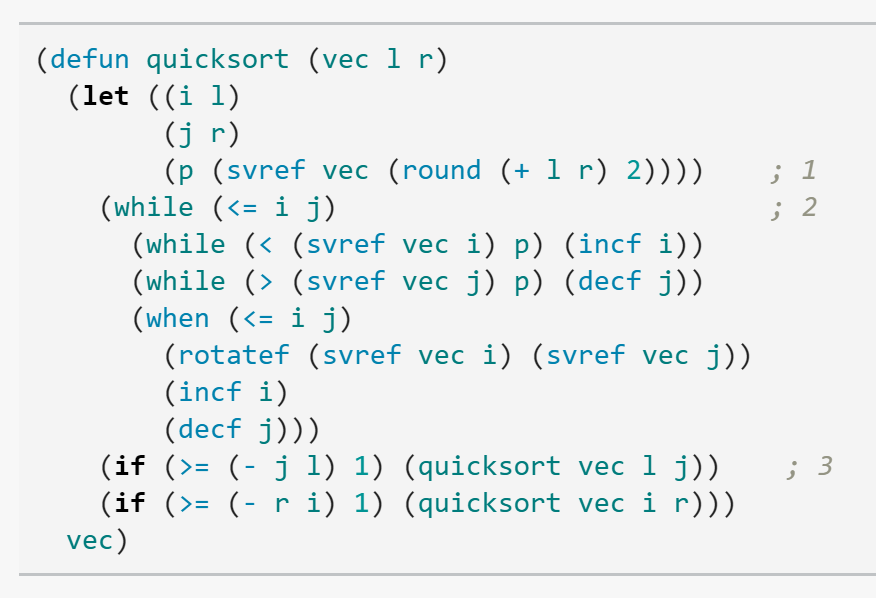 (defun quicksort (vec l r)
  (let ((i l)
        (j r)
        (p (svref vec (round (+ l r) 2))))    ; 1
    (while (<= i j)                           ; 2
      (while (< (svref vec i) p) (incf i))
      (while (> (svref vec j) p) (decf j))
      (when (<= i j)
        (rotatef (svref vec i) (svref vec j))
        (incf i)
        (decf j)))
    (if (>= (- j l) 1) (quicksort vec l j))    ; 3
    (if (>= (- r i) 1) (quicksort vec i r)))
  vec)